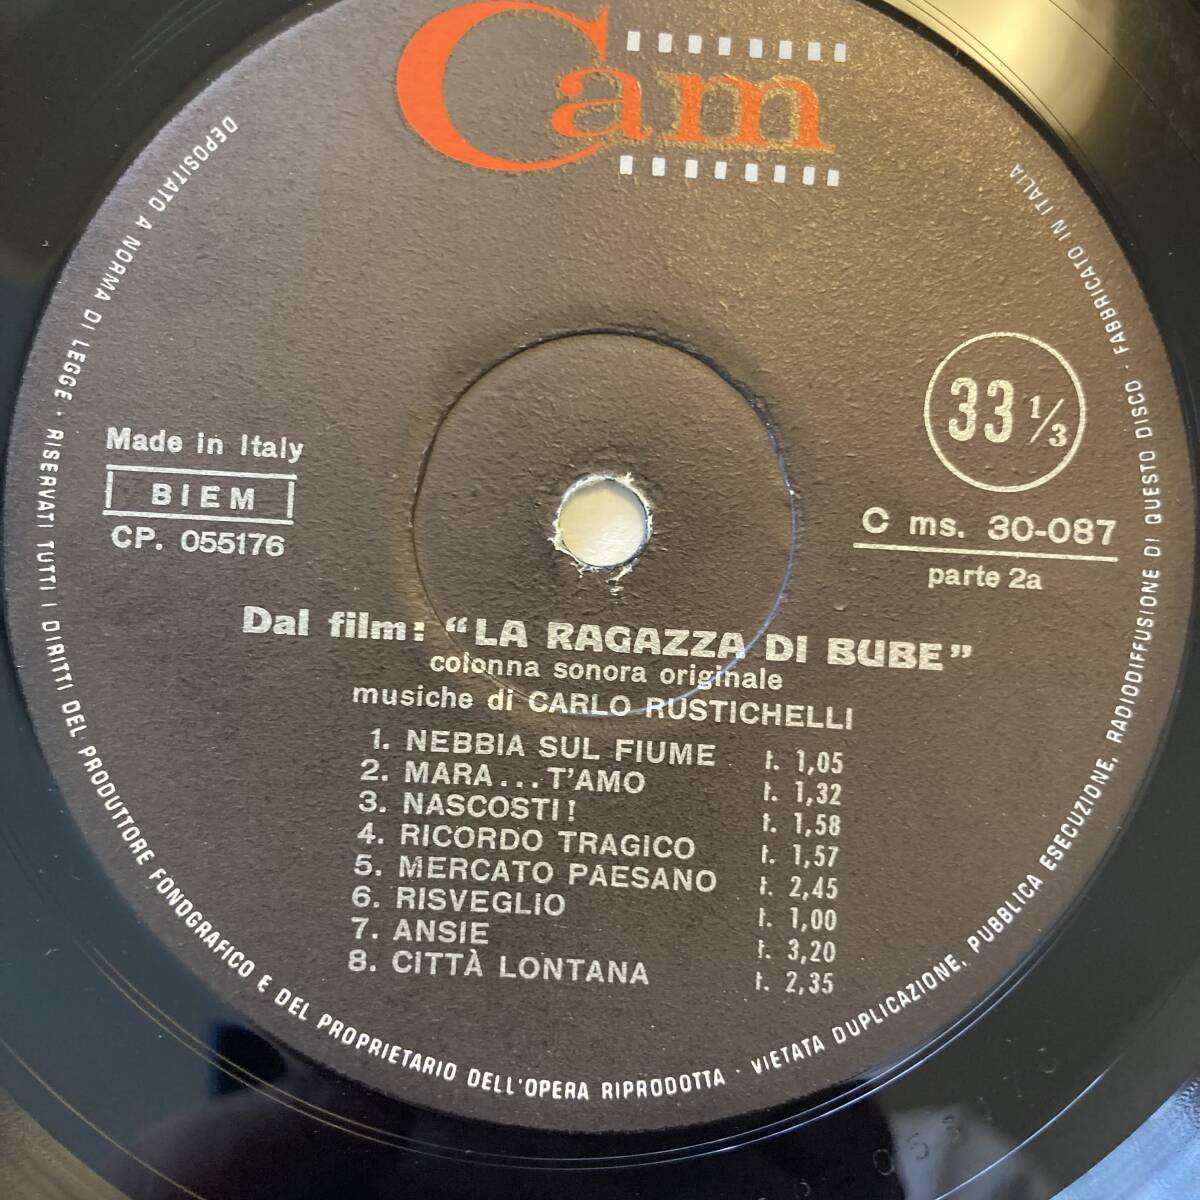 Cam
DEPOSITATO A NORMA DI LEGGE · RISERVATI TUTTI I DIRITTI DEL PRODUTTORE FONOGRAFICO E DEL PROPRIETARIO DELL'OPERA RIPRODOTTA · VIETATA DUPLICAZIONE, PUBBLICA ESECUZIONE, RADIODIFFUSIONE DI QUESTO DISCO · FABBRICATO IN ITALIA
Made in Italy
BIEM
CP. 055176
33 1/3
C ms. 30-087
parte 2a
Dal film: “LA RAGAZZA DI BUBE”
colonna sonora originale
musiche di CARLO RUSTICHELLI
1. NEBBIA SUL FIUME t. 1,05
2. MARA... T'AMO t. 1,32
3. NASCOSTI! t. 1,58
4. RICORDO TRAGICO t. 1,57
5. MERCATO PAESANO t. 2,45
6. RISVEGLIO t. 1,00
7. ANSIE t. 3,20
8. CITTÀ LONTANA t. 2,35